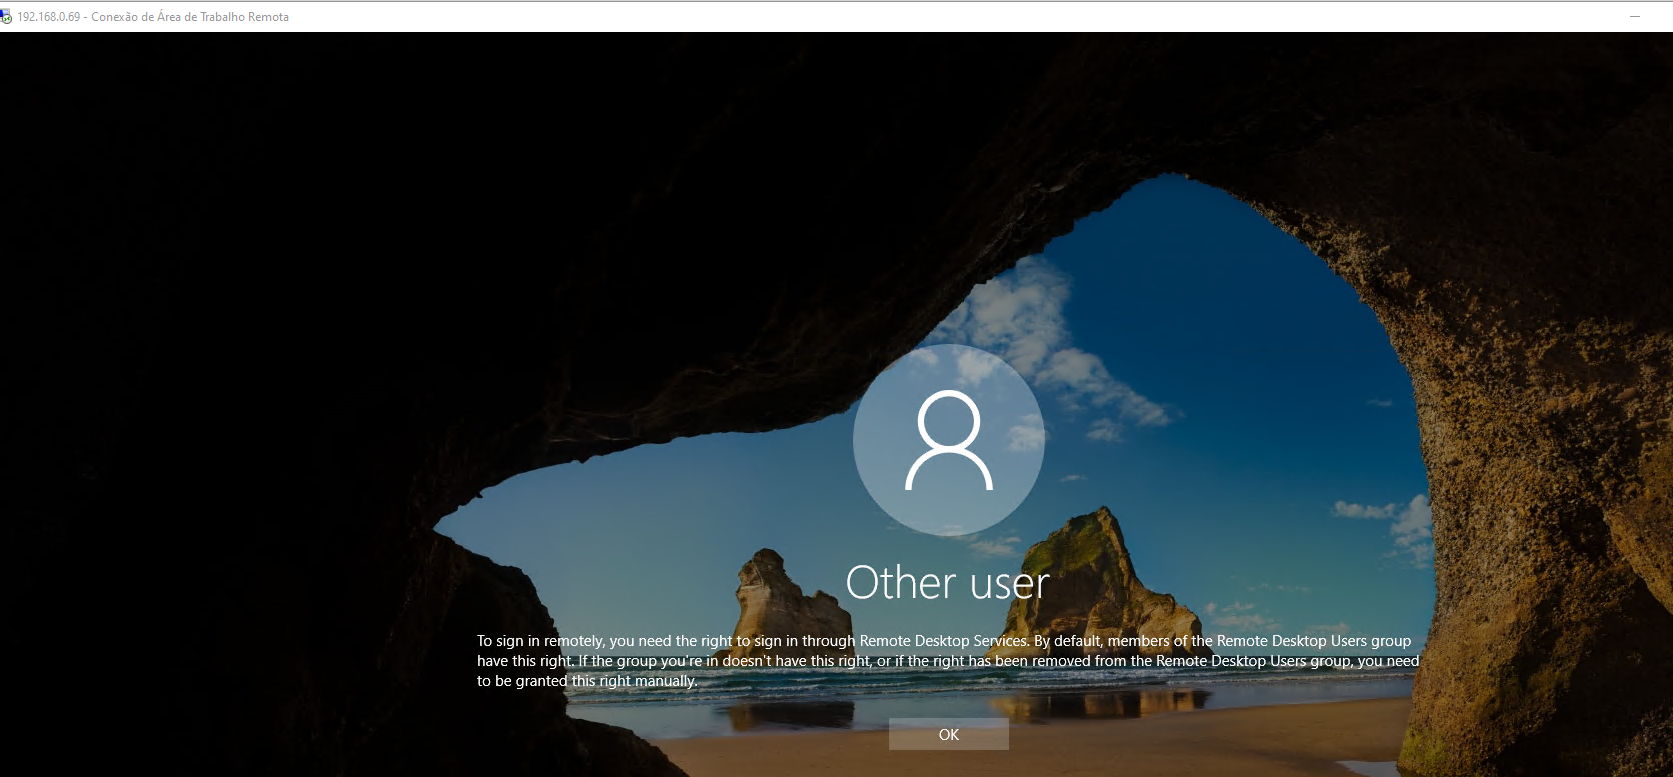 192.168.0.69 - Conexão de Área de Trabalho Remota
Other user
To sign in remotely, you need the right to sign in through Remote Desktop Services. By default, members of the Remote Desktop Users group
have this right. If the group you're in doesn't have this right, or if the right has been removed from the Remote Desktop Users group, you need
to be granted this right manually.
OK